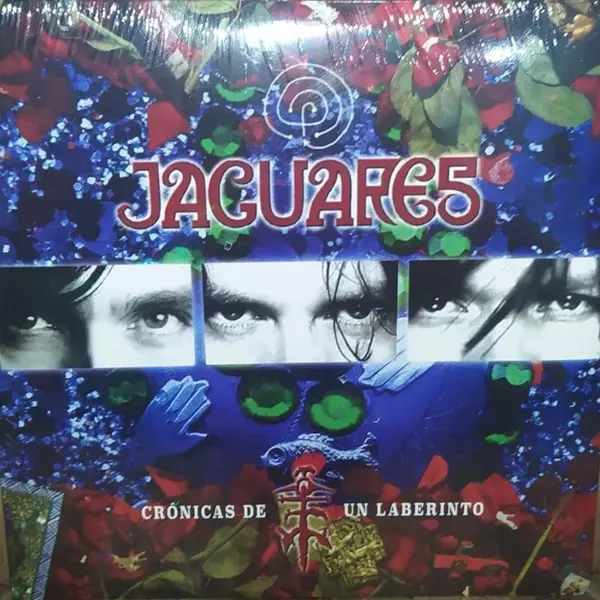 JAGUARES
CRÓNICAS DE UN LABERINTO